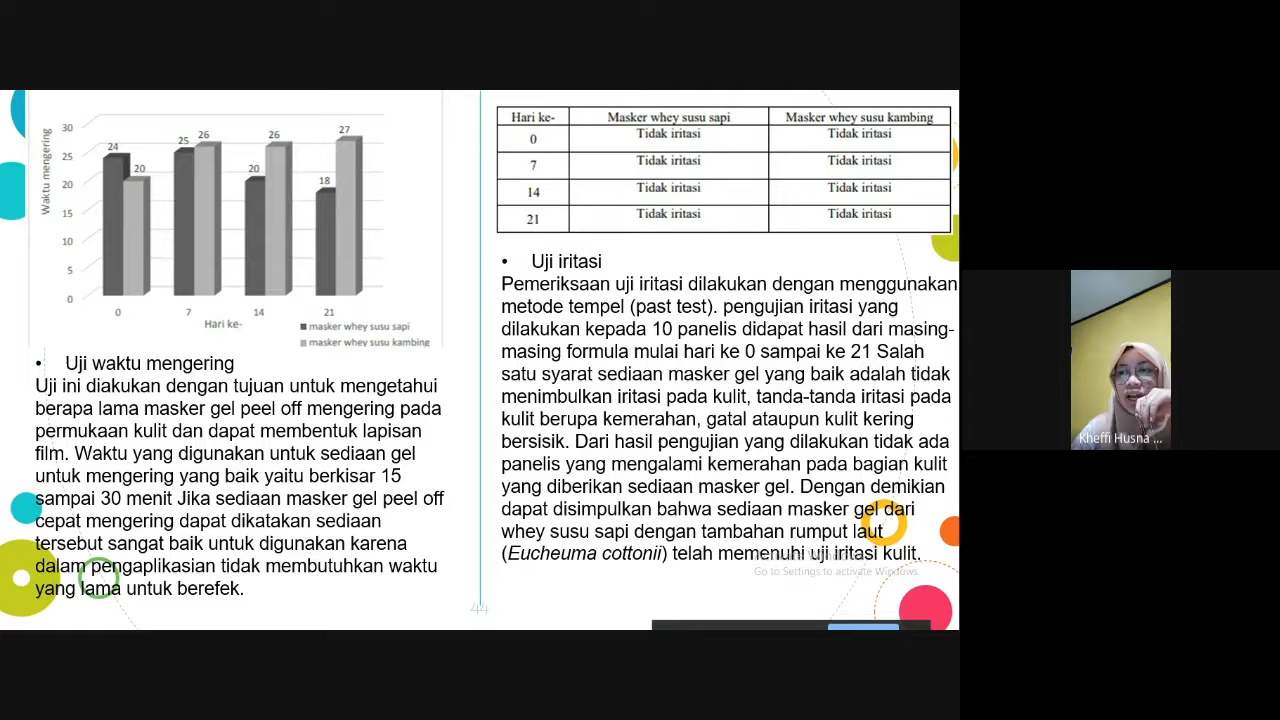 Waktu mengering
30
25
20
15
10
5
0
24
20
25
26
20
26
18
27
0
7
14
21
Hari ke-
masker whey susu sapi
masker whey susu kambing
• Uji waktu mengering
Uji ini diakukan dengan tujuan untuk mengetahui
berapa lama masker gel peel off mengering pada
permukaan kulit dan dapat membentuk lapisan
film. Waktu yang digunakan untuk sediaan gel
untuk mengering yang baik yaitu berkisar 15
sampai 30 menit Jika sediaan masker gel peel off
cepat mengering dapat dikatakan sediaan
tersebut sangat baik untuk digunakan karena
dalam pengaplikasian tidak membutuhkan waktu
yang lama untuk berefek.
44
Hari ke- Masker whey susu sapi Masker whey susu kambing
0 Tidak iritasi Tidak iritasi
7 Tidak iritasi Tidak iritasi
14 Tidak iritasi Tidak iritasi
21 Tidak iritasi Tidak iritasi
• Uji iritasi
Pemeriksaan uji iritasi dilakukan dengan menggunakan
metode tempel (past test). pengujian iritasi yang
dilakukan kepada 10 panelis didapat hasil dari masing-
masing formula mulai hari ke 0 sampai ke 21 Salah
satu syarat sediaan masker gel yang baik adalah tidak
menimbulkan iritasi pada kulit, tanda-tanda iritasi pada
kulit berupa kemerahan, gatal ataupun kulit kering
bersisik. Dari hasil pengujian yang dilakukan tidak ada
panelis yang mengalami kemerahan pada bagian kulit
yang diberikan sediaan masker gel. Dengan demikian
dapat disimpulkan bahwa sediaan masker gel dari
whey susu sapi dengan tambahan rumput laut
(Eucheuma cottonii) telah memenuhi uji iritasi kulit.
Go to Settings to activate Windows.
Kheffi Husna ...